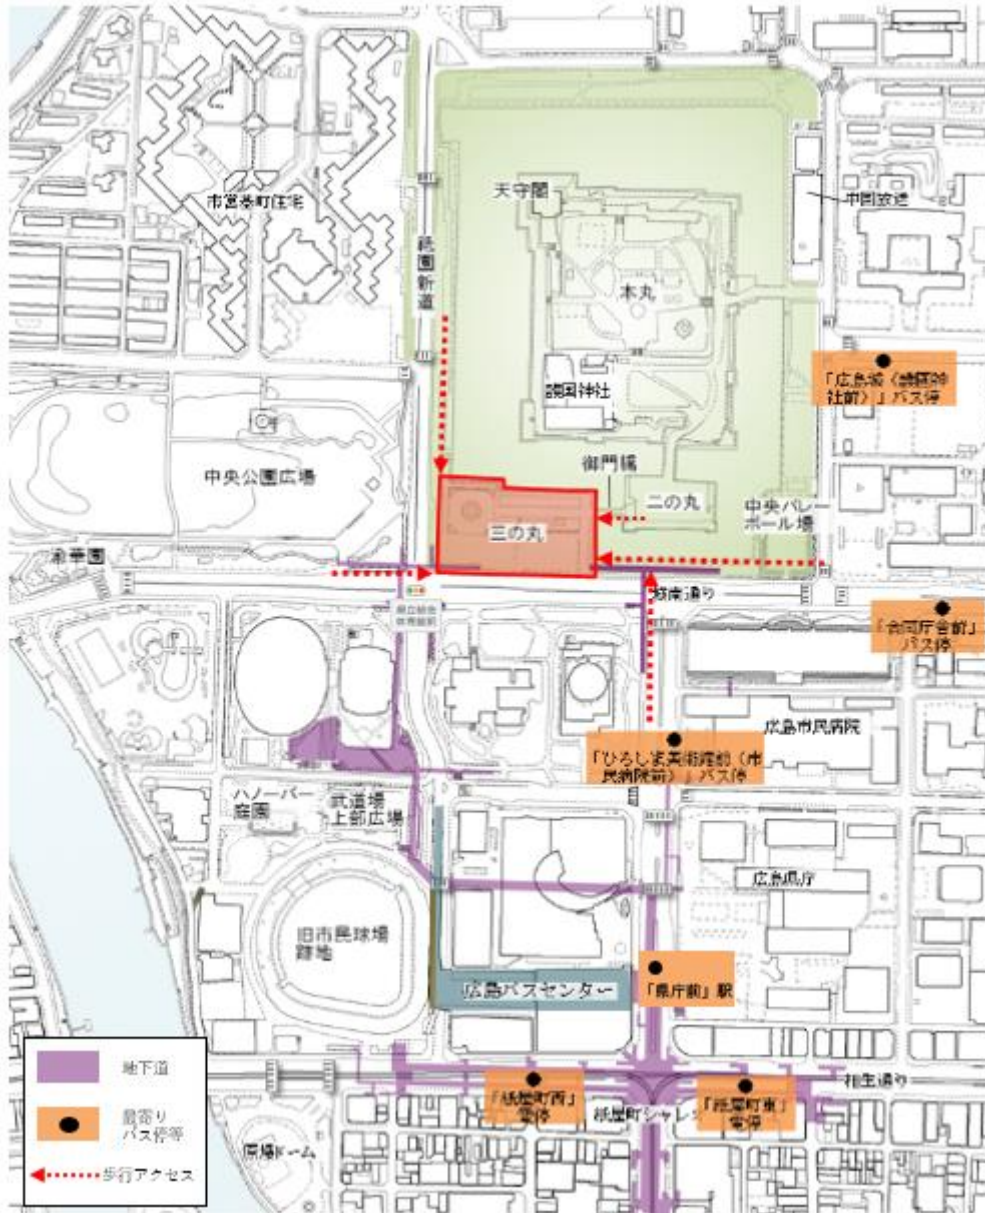 天守閣
中国放送
市営基町住宅
祇園新道
本丸
「広島城（護国神
社前）」バス停
護国神社
御門橋
中央公園広場
二の丸
中央バレー
ボール場
三の丸
渝華園
城南通り
県立総合
体育館前
「合同庁舎前」
バス停
広島市民病院
「ひろしま美術館前（市
民病院前）」バス停
ハノーバー
庭園
武道場
上部広場
広島県庁
旧市民球場
跡地
広島バスセンター
「県庁前」駅
地下道
相生通り
「紙屋町西」
電停
紙屋町シャレ
「紙屋町東」
電停
最寄り
バス停等
原爆ドーム
歩行アクセス